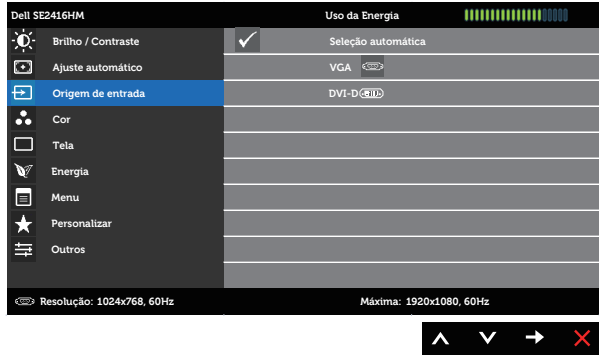 Dell SE2416HM Uso da Energia
Brilho / Contraste Seleção automática
Ajuste automático VGA
Origem de entrada DVI-D
Cor
Tela
Energia
Menu
Personalizar
Outros
Resolução: 1024x768, 60Hz Máxima: 1920x1080, 60Hz